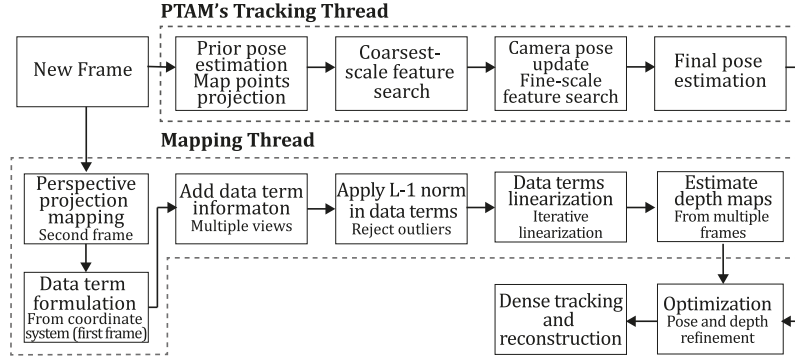 PTAM's Tracking Thread
New Frame
Prior pose
estimation
Map points
projection
Coarsest-
scale feature
search
Camera pose
update
Fine-scale
feature search
Final pose
estimation
Mapping Thread
Perspective
projection
mapping
Second frame
Add data term
informaton
Multiple views
Apply L-1 norm
in data terms
Reject outliers
Data terms
linearization
Iterative
linearization
Estimate
depth maps
From multiple
frames
Data term
formulation
From coordinate
system (first frame)
Dense tracking
and
reconstruction
Optimization
Pose and depth
refinement